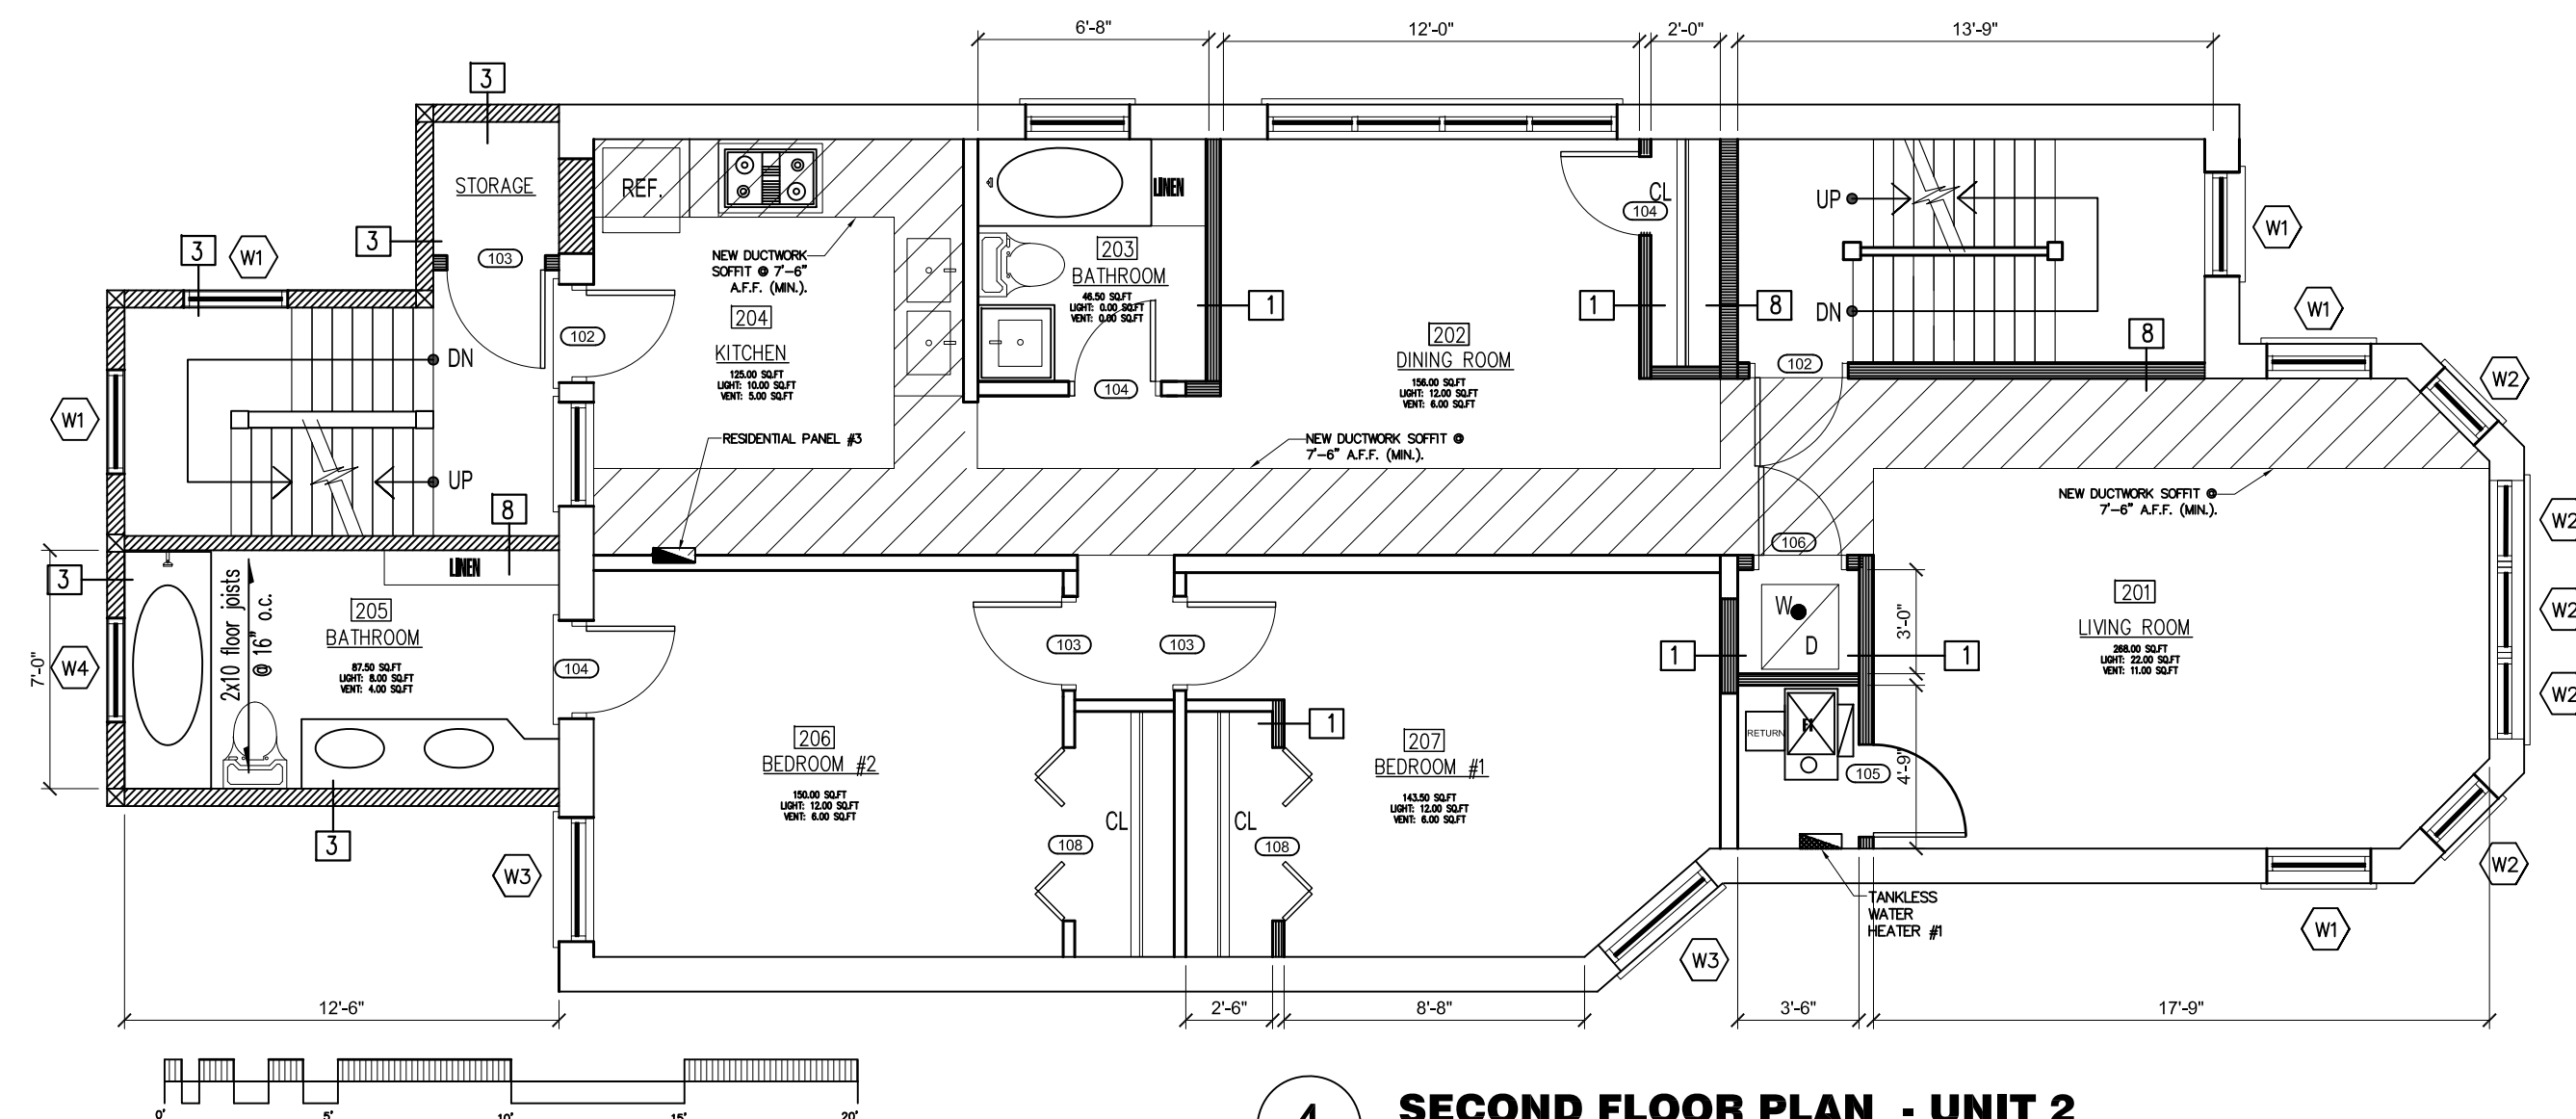 6'-8"
12'-0"
2'-0"
13'-9"
3
STORAGE
REF.
LINEN
CL
104
UP
W1
3
W1
3
103
NEW DUCTWORK
SOFFIT @ 7'-6"
A.F.F. (MIN.).
203
BATHROOM
46.50 SQ.FT
LIGHT: 0.00 SQ.FT
VENT: 0.00 SQ.FT
1
1
8
DN
W1
204
KITCHEN
125.00 SQ.FT
LIGHT: 10.00 SQ.FT
VENT: 5.00 SQ.FT
102
202
DINING ROOM
156.00 SQ.FT
LIGHT: 12.00 SQ.FT
VENT: 6.00 SQ.FT
8
DN
104
102
W2
W1
RESIDENTIAL PANEL #3
NEW DUCTWORK SOFFIT @
7'-6" A.F.F. (MIN.).
UP
8
NEW DUCTWORK SOFFIT @
7'-6" A.F.F. (MIN.).
W2
106
LINEN
3
2x10 floor joists
@ 16" o.c.
205
BATHROOM
87.50 SQ.FT
LIGHT: 8.00 SQ.FT
VENT: 4.00 SQ.FT
7'-0"
W4
104
103
103
1
W
D
1
3'-0"
201
LIVING ROOM
268.00 SQ.FT
LIGHT: 22.00 SQ.FT
VENT: 11.00 SQ.FT
W2
W2
206
BEDROOM #2
150.00 SQ.FT
LIGHT: 12.00 SQ.FT
VENT: 6.00 SQ.FT
1
207
BEDROOM #1
143.50 SQ.FT
LIGHT: 12.00 SQ.FT
VENT: 6.00 SQ.FT
RETURN
105
4'-9"
3
W3
CL
108
CL
108
W2
TANKLESS
WATER
HEATER #1
W1
W3
12'-6"
2'-6"
8'-8"
3'-6"
17'-9"
0'
5'
10'
15'
20'
4
SECOND FLOOR PLAN - UNIT 2